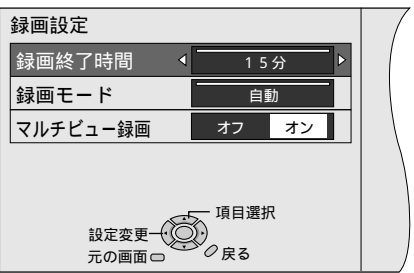 録画設定
録画終了時間 15分
録画モード 自動
マルチビュー録画 オフ オン
項目選択
設定変更
元の画面 戻る